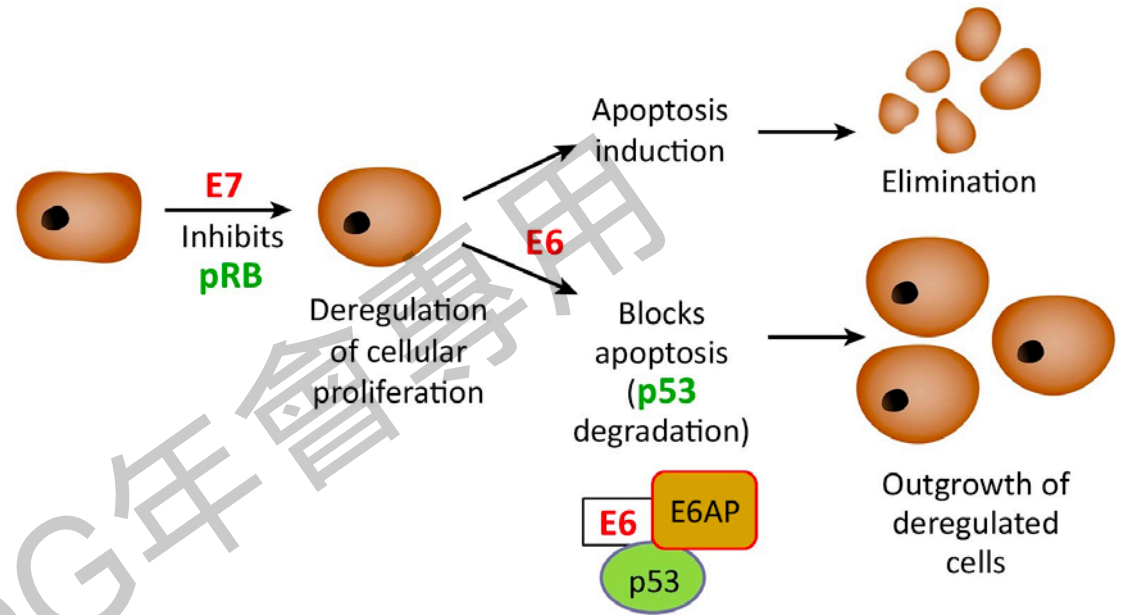 E7
Inhibits
pRB
Deregulation
of cellular
proliferation
Apoptosis
induction
Elimination
E6
Blocks
apoptosis
(p53
degradation)
E6
E6AP
p53
Outgrowth of
deregulated
cells
G年會專用